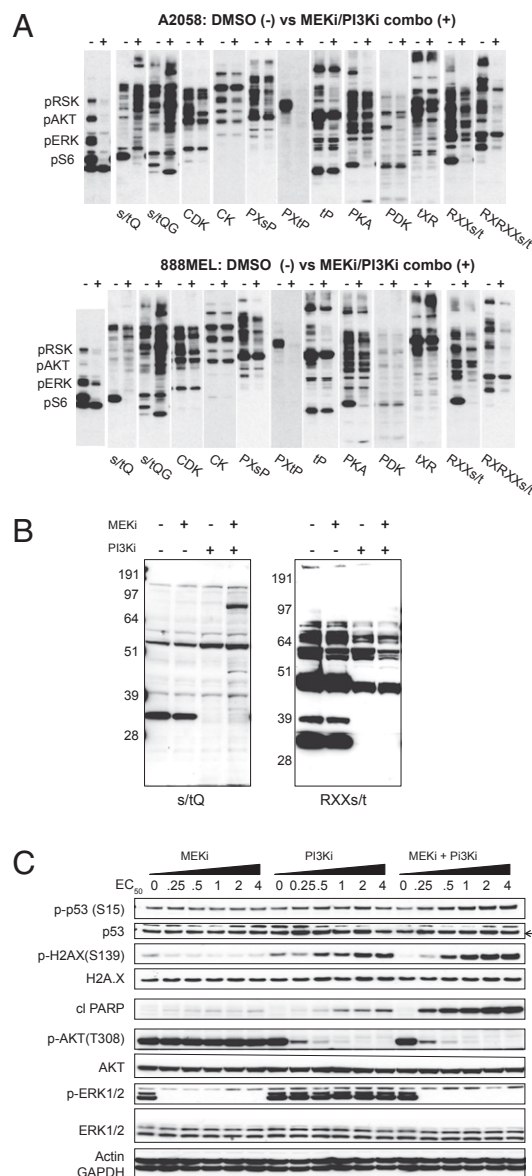 A
A2058: DMSO (-) vs MEKi/PI3Ki combo (+)
- + - + - + - + - + - + - + - + - + - + - + - + - +
pRSK
pAKT
pERK
pS6
s/tQ s/tQG CDK CK PXsP PXtP tP PKA PDK tXR RXXs/t RXRXXs/t
888MEL: DMSO (-) vs MEKi/PI3Ki combo (+)
- + - + - + - + - + - + - + - + - + - + - + - + - +
pRSK
pAKT
pERK
pS6
s/tQ s/tQG CDK CK PXsP PXtP tP PKA PDK tXR RXXs/t RXRXXs/t
B
MEKi - + - + - + - +
PI3Ki - - + + - - + +
191 191
97 97
64 64
51 51
39 39
28 28
s/tQ RXXs/t
C
MEKi PI3Ki MEKi + Pi3Ki
EC50 0 .25 .5 1 2 4 0 0.25 .5 1 2 4 0 .25 .5 1 2 4
p-p53 (S15)
p53
p-H2AX(S139)
H2A.X
cl PARP
p-AKT(T308)
AKT
p-ERK1/2
ERK1/2
Actin
GAPDH